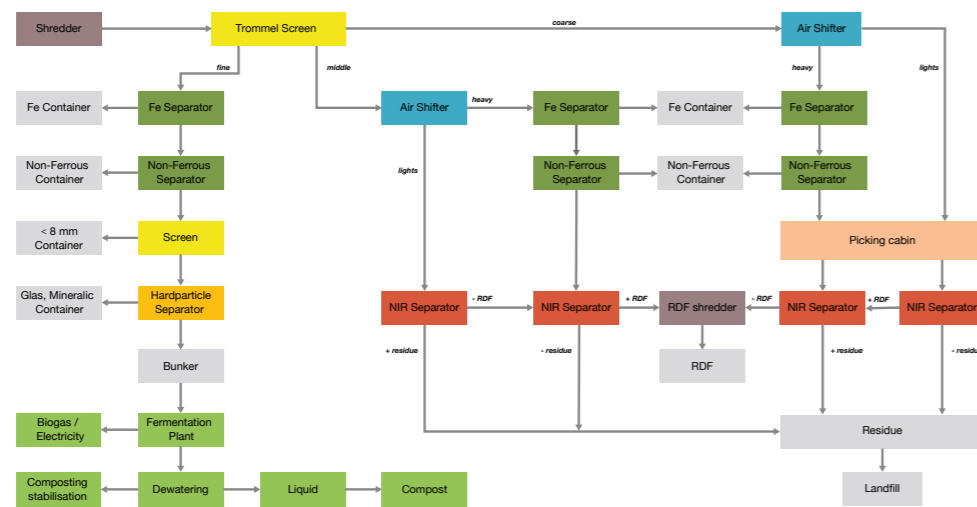 Shredder
Trommel Screen
coarse
Air Shifter
fine
middle
heavy
lights
Fe Container
Fe Separator
Air Shifter
heavy
Fe Separator
Fe Container
Fe Separator
Non-Ferrous
Container
Non-Ferrous
Separator
lights
Non-Ferrous
Separator
Non-Ferrous
Container
Non-Ferrous
Separator
< 8 mm
Container
Screen
Picking cabin
Glas, Mineralic
Container
Hardparticle
Separator
NIR Separator
- RDF
NIR Separator
+ RDF
RDF shredder
- RDF
NIR Separator
+ RDF
NIR Separator
+ residue
- residue
+ residue
- residu
Bunker
RDF
Biogas /
Electricity
Fermentation
Plant
Residue
Composting
stabilisation
Dewatering
Liquid
Compost
Landfill